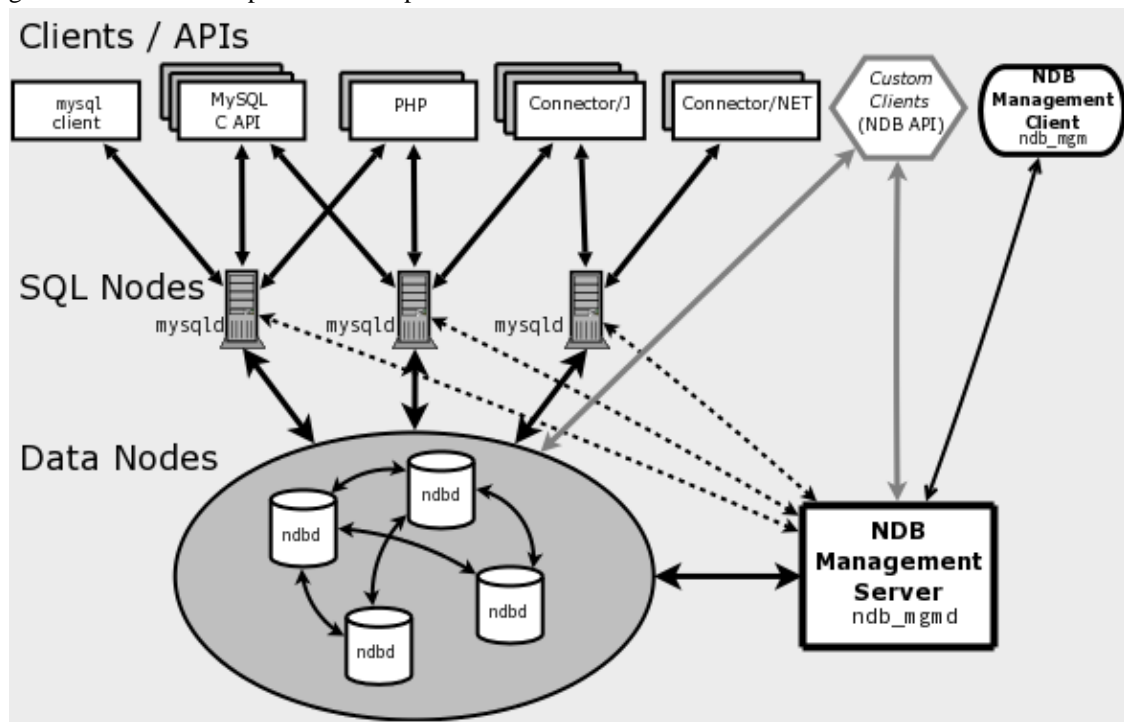 Clients / APIs
mysql
client
MySQL
C API
PHP
Connector/J
Connector/NET
Custom
Clients
(NDB API)
NDB
Management
Client
ndb_mgm
SQL Nodes
mysqld
mysqld
mysqld
Data Nodes
ndbd
ndbd
ndbd
ndbd
NDB
Management
Server
ndb_mgmd